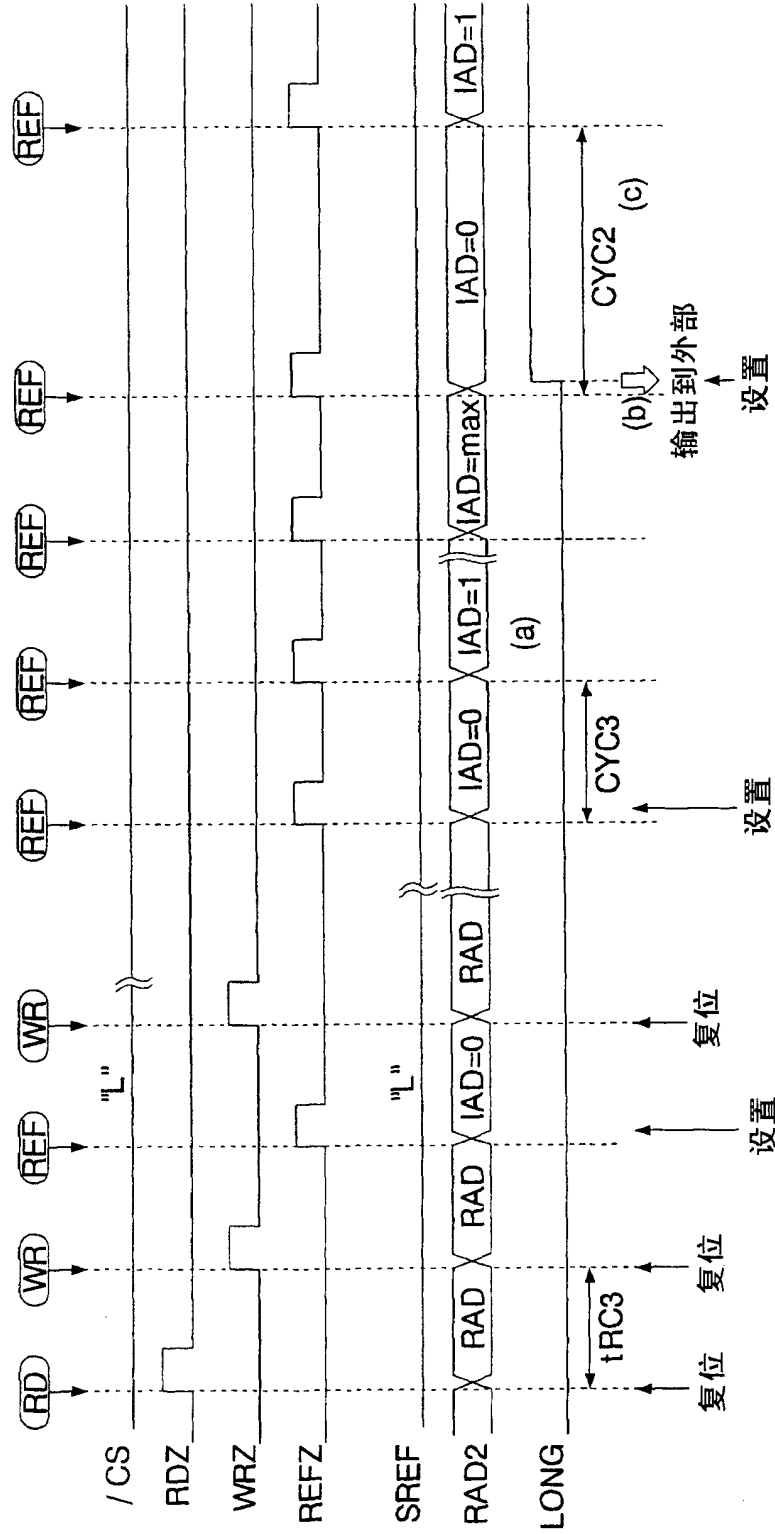 RD WR REF WR REF REF REF REF REF
/CS "L"
RDZ
WRZ
REFZ
SREF "L"
RAD2 RAD RAD IAD=0 RAD IAD=0 IAD=1 IAD=max IAD=0 IAD=1
(a)
LONG
tRC3 CYC3 CYC2
(b) (c)
输出到外部
复位 复位 设置 复位 设置 设置